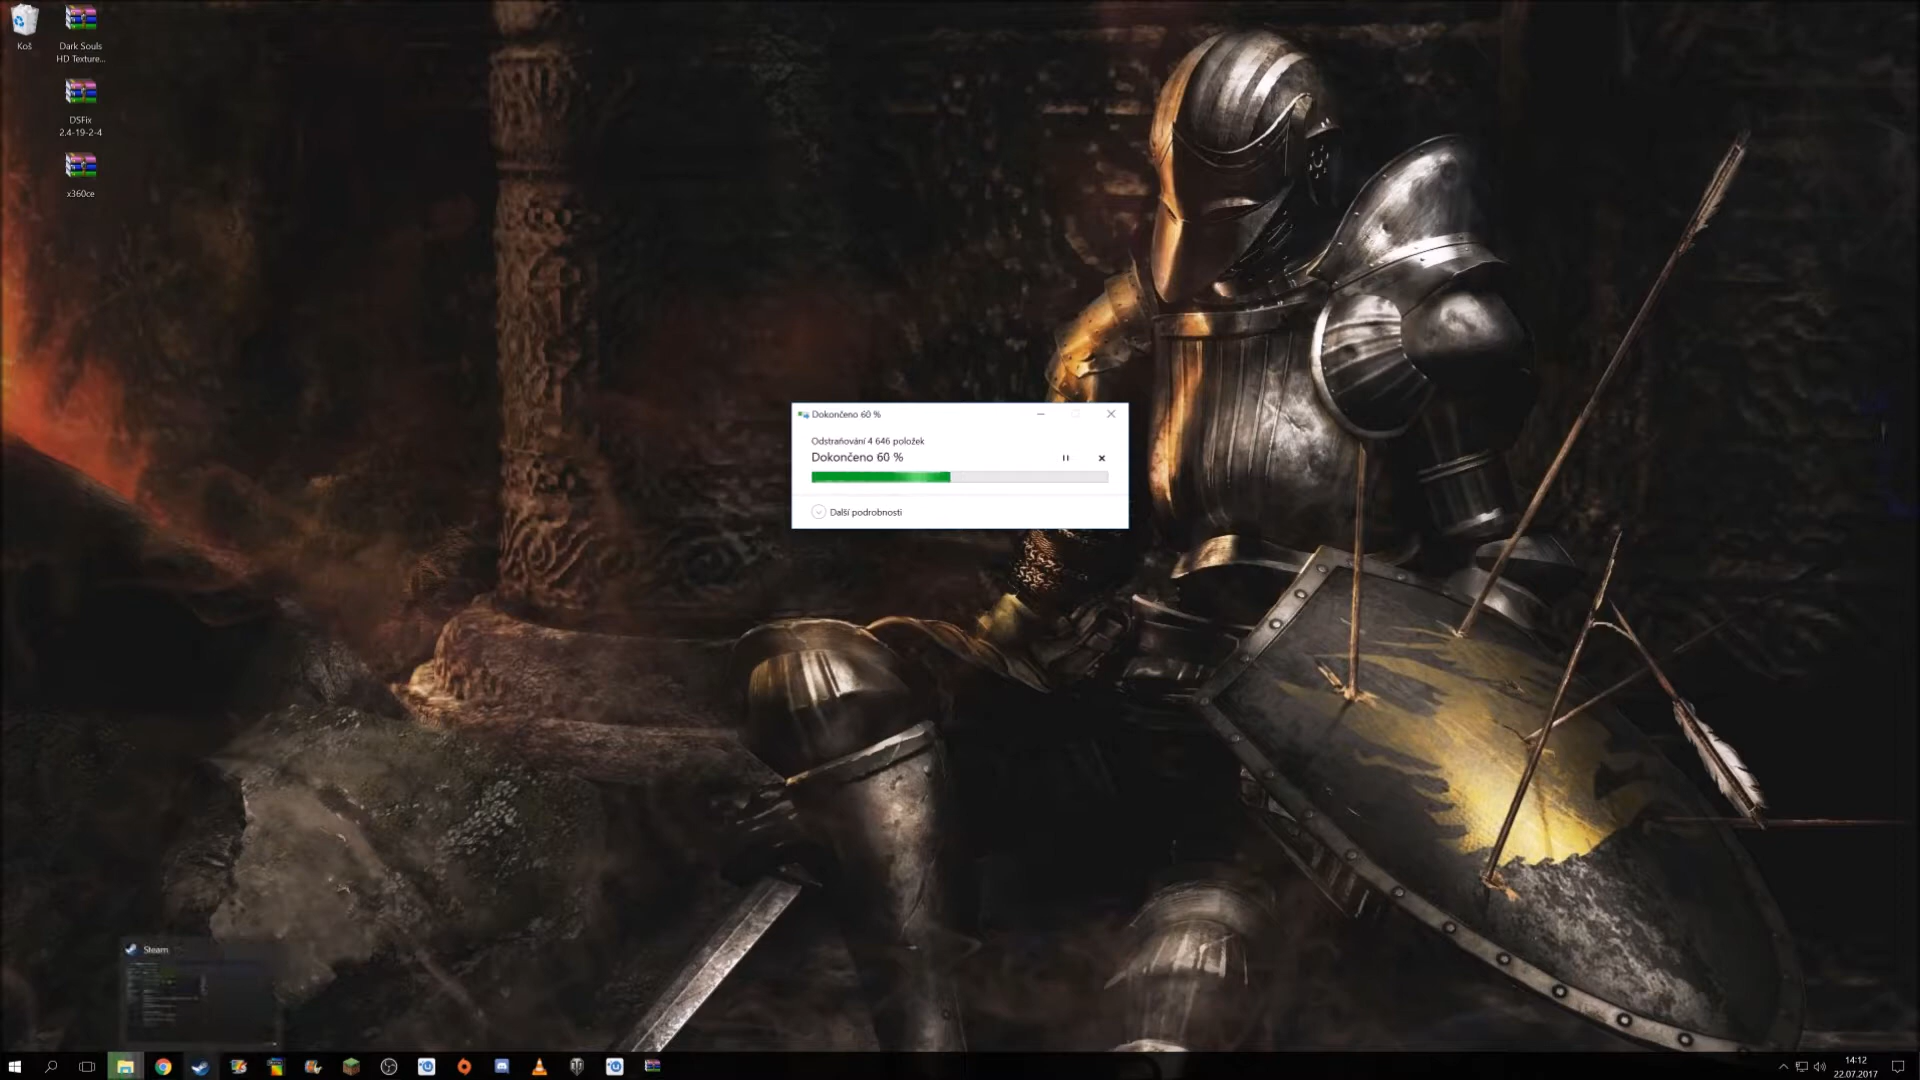 Koš
Dark Souls
HD Texture...
DSFix
2.4-19-2-4
x360ce
Dokončeno 60 %
Odstraňování 4 646 položek
Dokončeno 60 %
Další podrobnosti
Steam
14:12
22.07.2017